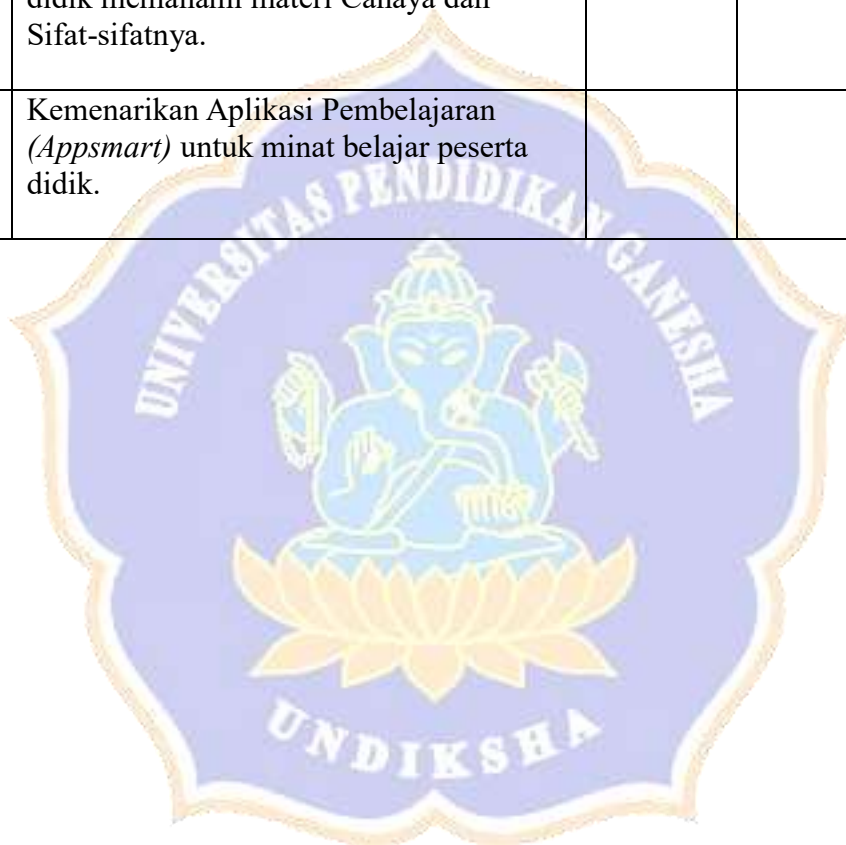 didik memahami materi Cahaya dan
Sifat-sifatnya.
Kemenarikan Aplikasi Pembelajaran
(Appsmart) untuk minat belajar peserta
didik.
UNIVERSITAS PENDIDIKAN GANESHA
UNDIKSHA